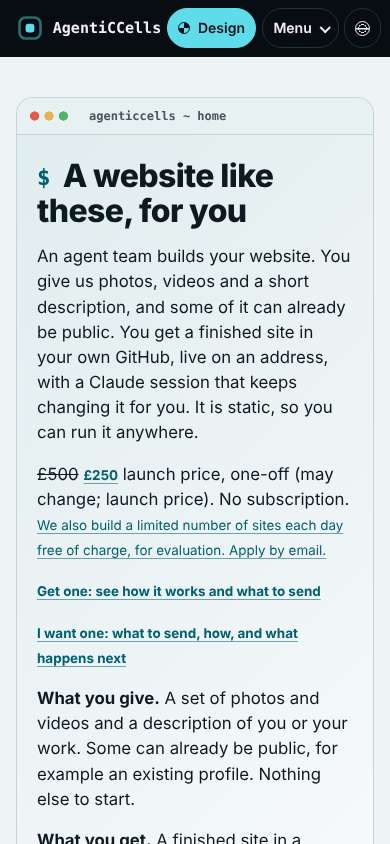 AgentiCCells
Design
Menu
agenticcells ~ home
$ A website like
these, for you
An agent team builds your website. You
give us photos, videos and a short
description, and some of it can already
be public. You get a finished site in
your own GitHub, live on an address,
with a Claude session that keeps
changing it for you. It is static, so you
can run it anywhere.
£500 £250 launch price, one-off (may
change; launch price). No subscription.
We also build a limited number of sites each day
free of charge, for evaluation. Apply by email.
Get one: see how it works and what to send
I want one: what to send, how, and what
happens next
What you give. A set of photos and
videos and a description of you or your
work. Some can already be public, for
example an existing profile. Nothing
else to start.
What you get. A finished site in a